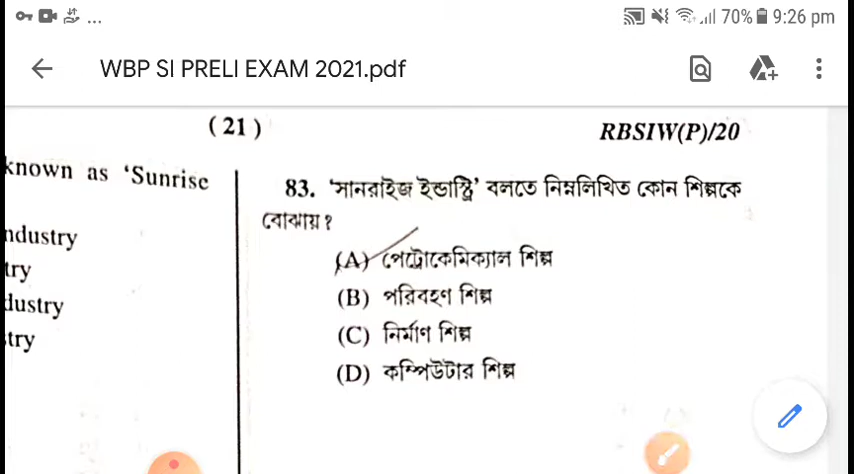 ... 70% 9:26 pm
WBP SI PRELI EXAM 2021.pdf
( 21 )
RBSIW(P)/20
known as ‘Sunrise
ndustry
try
dustry
try
83. ‘সানরাইজ ইন্ডাস্ট্রি’ বলতে নিম্নলিখিত কোন শিল্পকে
বোঝায় ?
(A) পেট্রোকেমিক্যাল শিল্প
(B) পরিবহণ শিল্প
(C) নির্মাণ শিল্প
(D) কম্পিউটার শিল্প